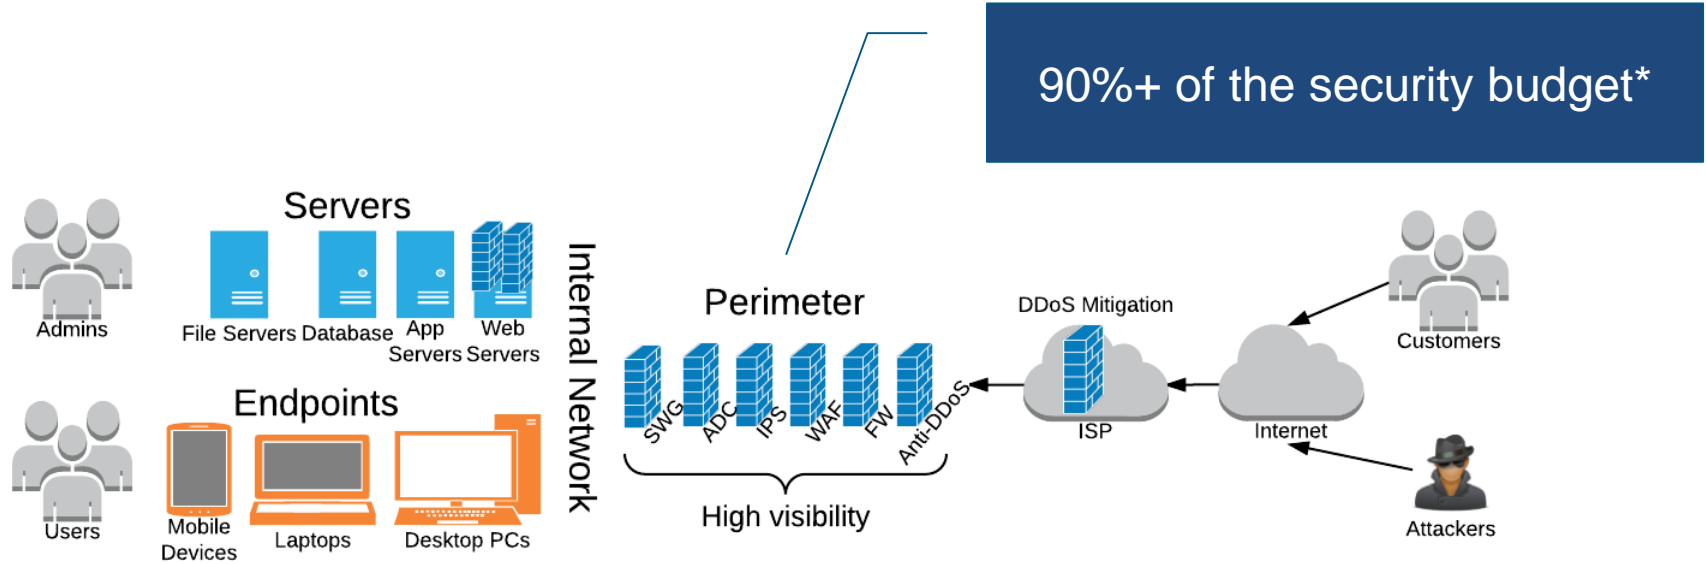 90%+ of the security budget*
Servers
Admins
File Servers
Database
App
Servers
Web
Servers
Endpoints
Users
Mobile
Devices
Laptops
Desktop PCs
Internal Network
Perimeter
SWG
ADC
IPS
WAF
FW
Anti-DDoS
High visibility
DDoS Mitigation
ISP
Internet
Customers
Attackers